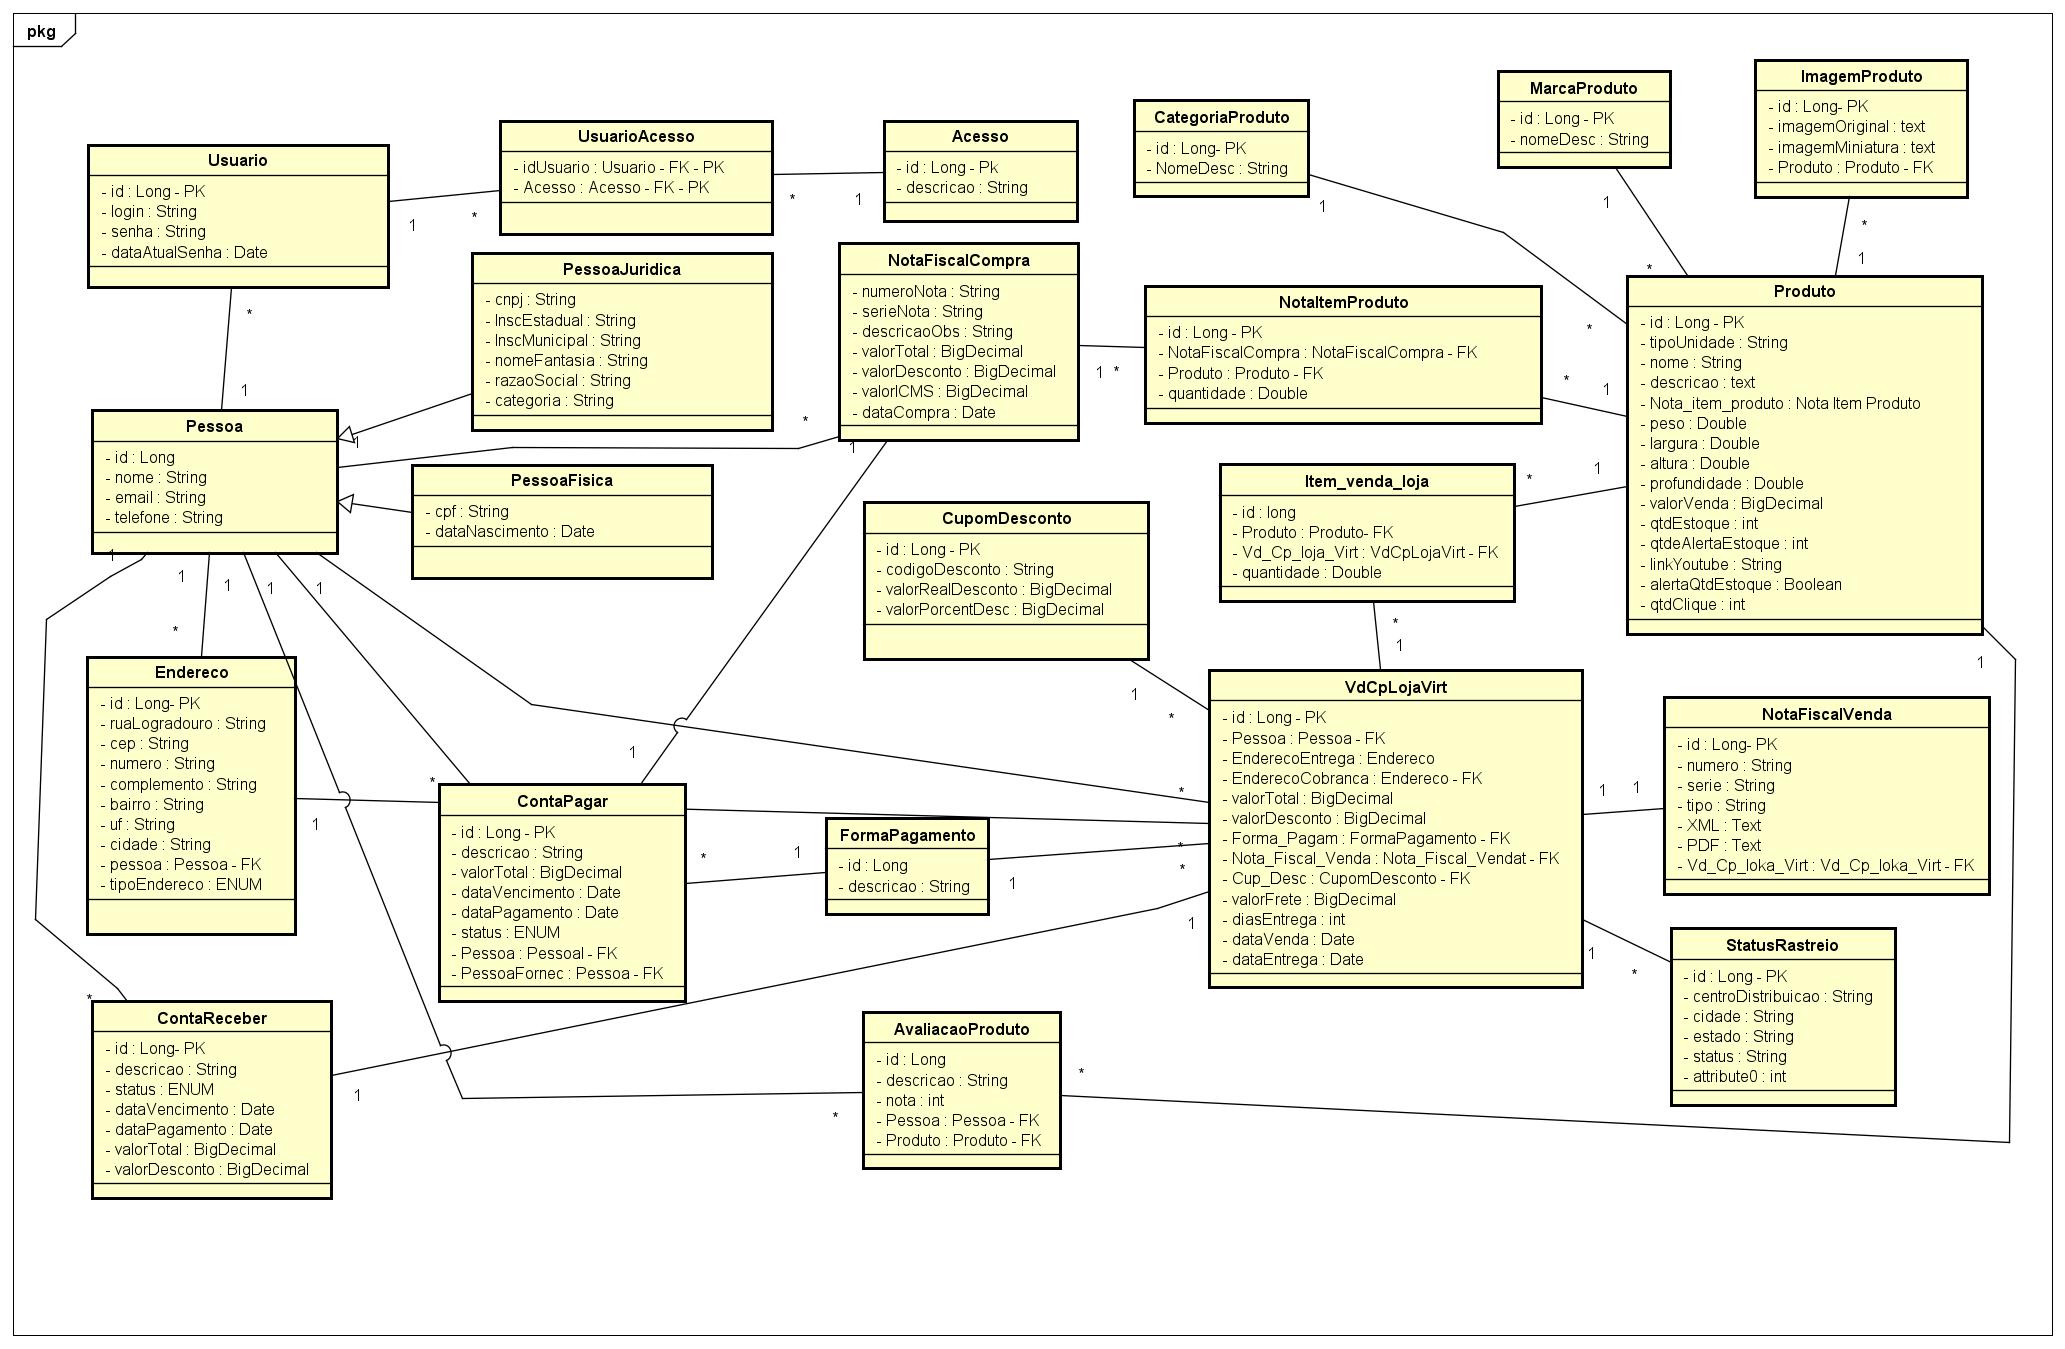 pkg
Usuario
- id : Long - PK
- login : String
- senha : String
- dataAtualSenha : Date
UsuarioAcesso
- idUsuario : Usuario - FK - PK
- Acesso : Acesso - FK - PK
Acesso
- id : Long - Pk
- descricao : String
CategoriaProduto
- id : Long- PK
- NomeDesc : String
MarcaProduto
- id : Long - PK
- nomeDesc : String
ImagemProduto
- id : Long- PK
- imagemOriginal : text
- imagemMiniatura : text
- Produto : Produto - FK
1
*
*
1
1
1
*
*
1
*
1
*
1
PessoaJuridica
- cnpj : String
- InscEstadual : String
- InscMunicipal : String
- nomeFantasia : String
- razaoSocial : String
- categoria : String
NotaFiscalCompra
- numeroNota : String
- serieNota : String
- descricaoObs : String
- valorTotal : BigDecimal
- valorDesconto : BigDecimal
- valorICMS : BigDecimal
- dataCompra : Date
NotaItemProduto
- id : Long - PK
- NotaFiscalCompra : NotaFiscalCompra - FK
- Produto : Produto - FK
- quantidade : Double
Produto
- id : Long - PK
- tipoUnidade : String
- nome : String
- descricao : text
- Nota_item_produto : Nota Item Produto
- peso : Double
- largura : Double
- altura : Double
- profundidade : Double
- valorVenda : BigDecimal
- qtdEstoque : int
- qtdeAlertaEstoque : int
- linkYoutube : String
- alertaQtdEstoque : Boolean
- qtdClique : int
1
*
*
1
1
*
1
1
*
Pessoa
- id : Long
- nome : String
- email : String
- telefone : String
PessoaFisica
- cpf : String
- dataNascimento : Date
CupomDesconto
- id : Long - PK
- codigoDesconto : String
- valorRealDesconto : BigDecimal
- valorPorcentDesc : BigDecimal
Item_venda_loja
- id : long
- Produto : Produto- FK
- Vd_Cp_loja_Virt : VdCpLojaVirt - FK
- quantidade : Double
1
1
1
1
1
*
*
1
1
1
*
1
Endereco
- id : Long- PK
- ruaLogradouro : String
- cep : String
- numero : String
- complemento : String
- bairro : String
- uf : String
- cidade : String
- pessoa : Pessoa - FK
- tipoEndereco : ENUM
*
1
ContaPagar
- id : Long - PK
- descricao : String
- valorTotal : BigDecimal
- dataVencimento : Date
- dataPagamento : Date
- status : ENUM
- Pessoa : Pessoal - FK
- PessoaFornec : Pessoa - FK
*
1
FormaPagamento
- id : Long
- descricao : String
1
*
*
*
1
VdCpLojaVirt
- id : Long - PK
- Pessoa : Pessoa - FK
- EnderecoEntrega : Endereco
- EnderecoCobranca : Endereco - FK
- valorTotal : BigDecimal
- valorDesconto : BigDecimal
- Forma_Pagam : FormaPagamento - FK
- Nota_Fiscal_Venda : Nota_Fiscal_Vendat - FK
- Cup_Desc : CupomDesconto - FK
- valorFrete : BigDecimal
- diasEntrega : int
- dataVenda : Date
- dataEntrega : Date
1
1
1
*
NotaFiscalVenda
- id : Long- PK
- numero : String
- serie : String
- tipo : String
- XML : Text
- PDF : Text
- Vd_Cp_loka_Virt : Vd_Cp_loka_Virt - FK
StatusRastreio
- id : Long - PK
- centroDistribuicao : String
- cidade : String
- estado : String
- status : String
- attribute0 : int
*
ContaReceber
- id : Long- PK
- descricao : String
- status : ENUM
- dataVencimento : Date
- dataPagamento : Date
- valorTotal : BigDecimal
- valorDesconto : BigDecimal
1
*
AvaliacaoProduto
- id : Long
- descricao : String
- nota : int
- Pessoa : Pessoa - FK
- Produto : Produto - FK
*